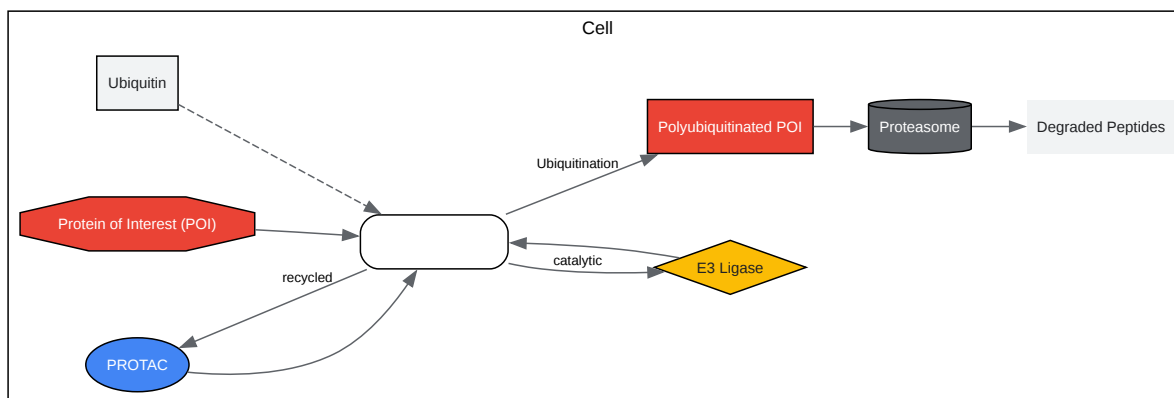 Cell
Ubiquitin
Polyubiquitinated POI
Proteasome
Degraded Peptides
Ubiquitination
Protein of Interest (POI)
catalytic
E3 Ligase
recycled
PROTAC